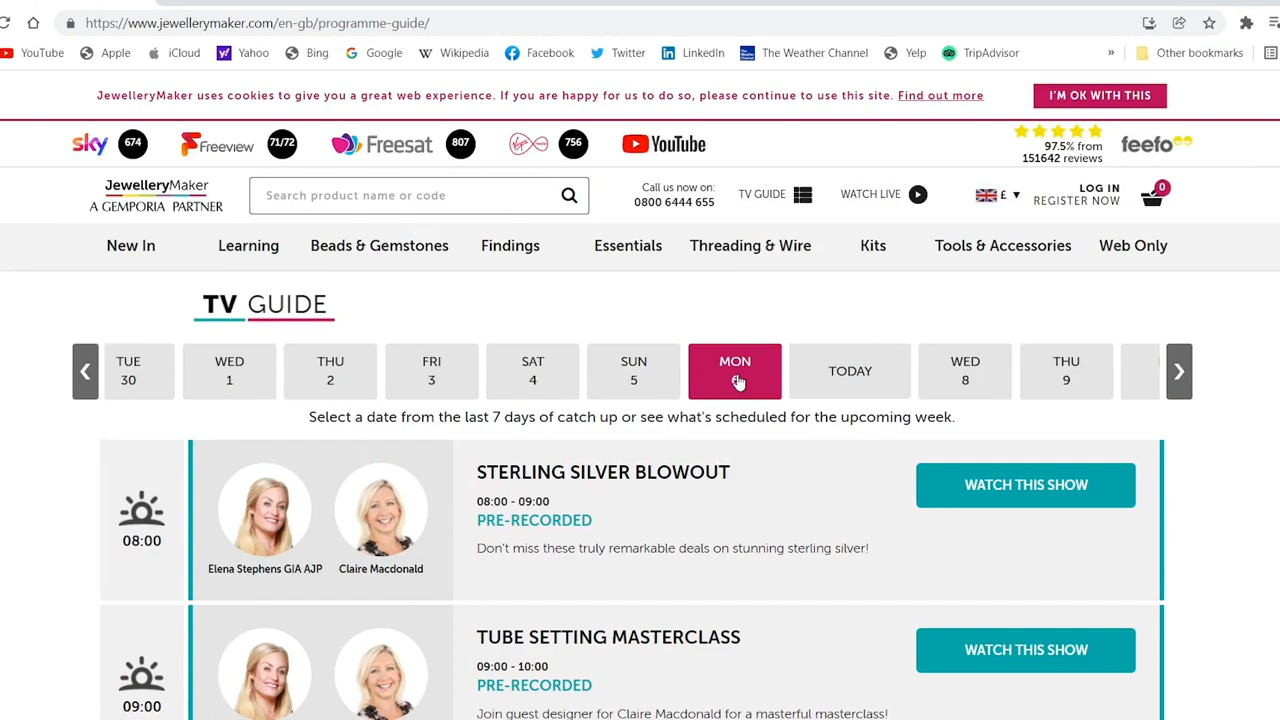 https://www.jewellerymaker.com/en-gb/programme-guide/
YouTube Apple iCloud Yahoo Bing Google Wikipedia Facebook Twitter LinkedIn The Weather Channel Yelp TripAdvisor » Other bookmarks
JewelleryMaker uses cookies to give you a great web experience. If you are happy for us to do so, please continue to use this site. Find out more
I'M OK WITH THIS
sky 674 Freeview 71/72 Freesat 807 756 YouTube
97.5% from
151642 reviews
feefo
JewelleryMaker
A GEMPORIA PARTNER
Search product name or code
Call us now on:
0800 6444 655
TV GUIDE
WATCH LIVE
£ ▼
LOG IN
REGISTER NOW
0
New In Learning Beads & Gemstones Findings Essentials Threading & Wire Kits Tools & Accessories Web Only
TV GUIDE
TUE WED THU FRI SAT SUN MON TODAY WED THU
30 1 2 3 4 5 8 9
Select a date from the last 7 days of catch up or see what's scheduled for the upcoming week.
08:00
Elena Stephens GIA AJP
Claire Macdonald
STERLING SILVER BLOWOUT
08:00 - 09:00
PRE-RECORDED
Don't miss these truly remarkable deals on stunning sterling silver!
WATCH THIS SHOW
09:00
TUBE SETTING MASTERCLASS
09:00 - 10:00
PRE-RECORDED
Join guest designer for Claire Macdonald for a masterful masterclass!
WATCH THIS SHOW